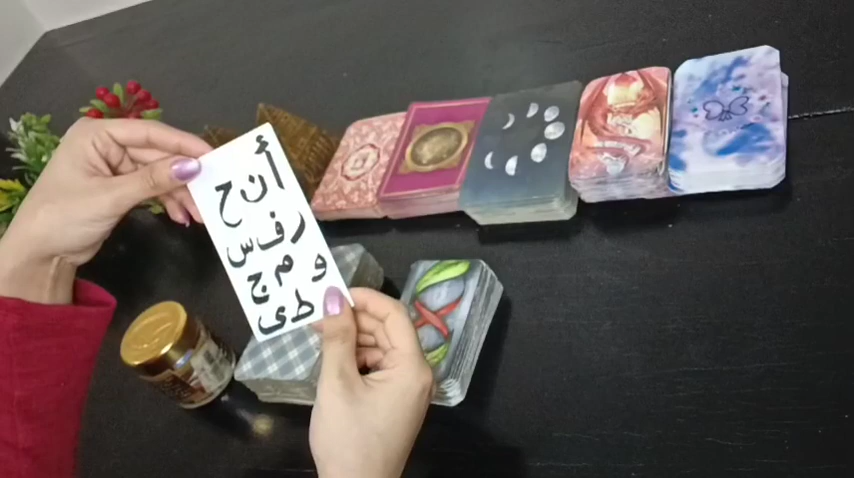 أ ن ح
ر ف س
و م ج
ط ى